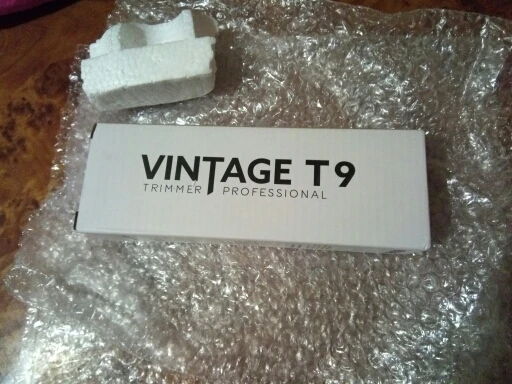 VINTAGE T9
TRIMMER PROFESSIONAL